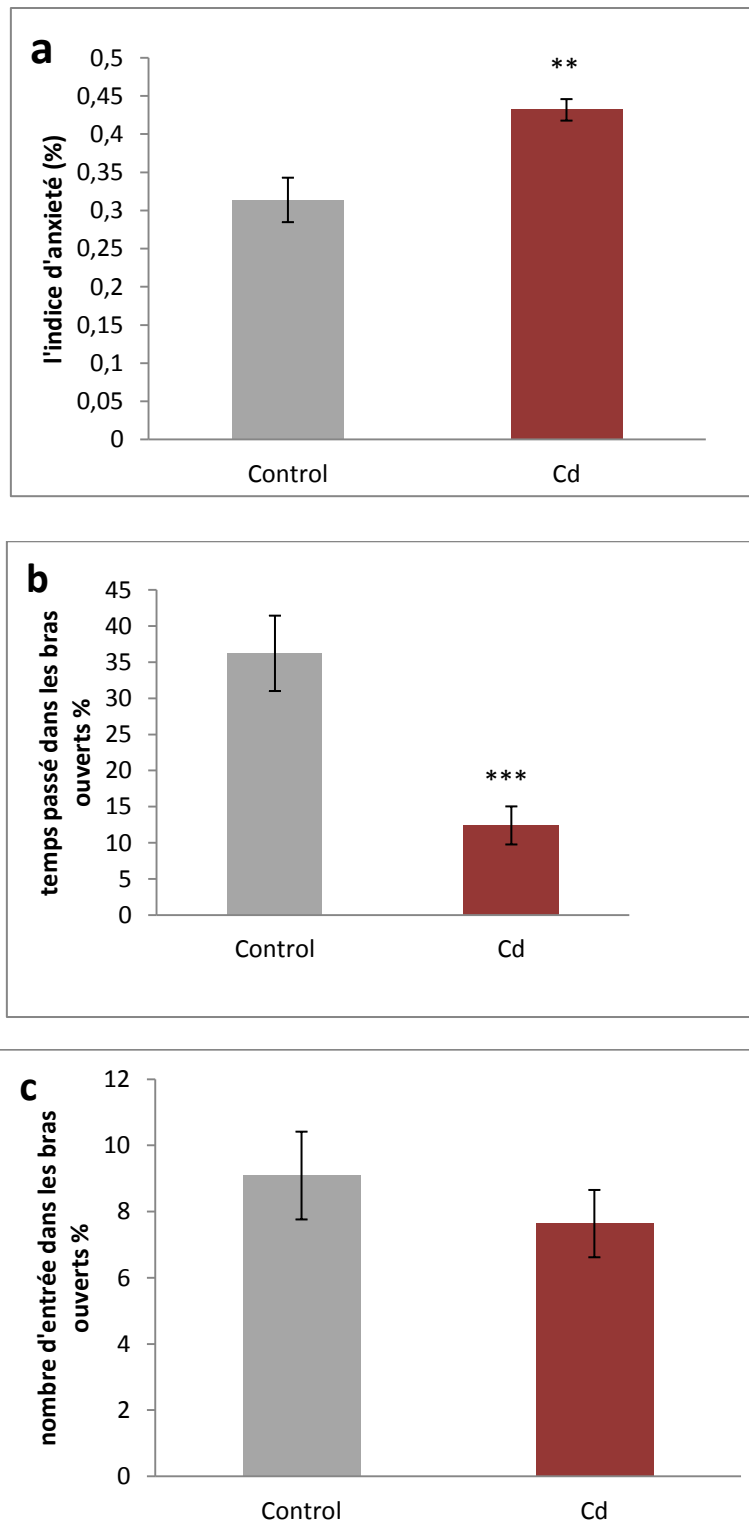 a
l'indice d'anxieté (%)
0,5
0,45
0,4
0,35
0,3
0,25
0,2
0,15
0,1
0,05
0
**
Control Cd
b
temps passé dans les bras
ouverts %
45
40
35
30
25
20
15
10
5
0
***
Control Cd
c
nombre d'entrée dans les bras
ouverts %
12
10
8
6
4
2
0
Control Cd